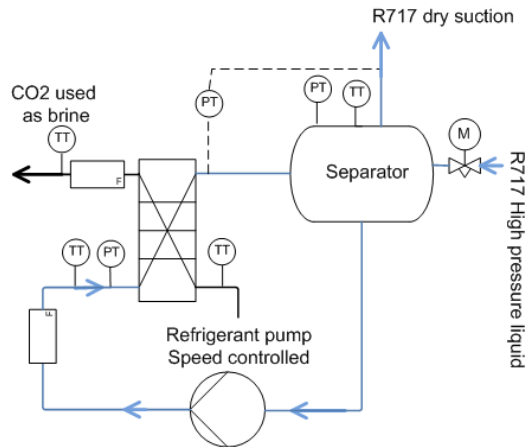 R717 dry suction
PT
PT
TT
CO2 used
as brine
TT
M
F
Separator
R717 High pressure liquid
TT
PT
TT
F
Refrigerant pump
Speed controlled